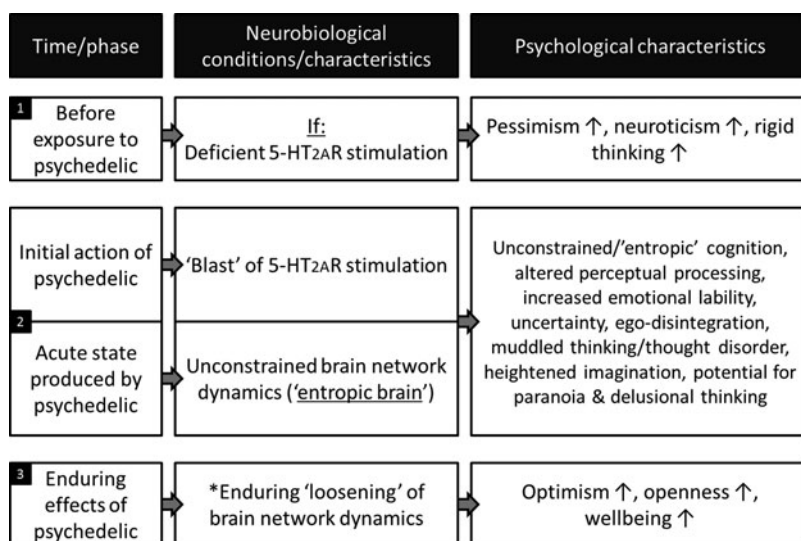 Time/phase
Neurobiological
conditions/characteristics
Psychological characteristics
1
Before
exposure to
psychedelic
If:
Deficient 5-HT2AR stimulation
Pessimism ↑, neuroticism ↑, rigid
thinking ↑
Initial action of
psychedelic
'Blast' of 5-HT2AR stimulation
2
Acute state
produced by
psychedelic
Unconstrained brain network
dynamics ('entropic brain')
Unconstrained/'entropic' cognition,
altered perceptual processing,
increased emotional lability,
uncertainty, ego-disintegration,
muddled thinking/thought disorder,
heightened imagination, potential for
paranoia & delusional thinking
3
Enduring
effects of
psychedelic
*Enduring 'loosening' of
brain network dynamics
Optimism ↑, openness ↑,
wellbeing ↑